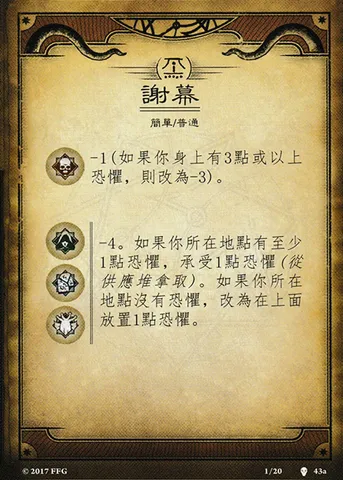 謝幕
簡單/普通
-1(如果你身上有3點或以上
恐懼，則改為-3)。
-4。如果你所在地點有至少
1點恐懼，承受1點恐懼(從
供應堆拿取)。如果你所在
地點沒有恐懼，改為在上面
放置1點恐懼。
© 2017 FFG
1/20
43a